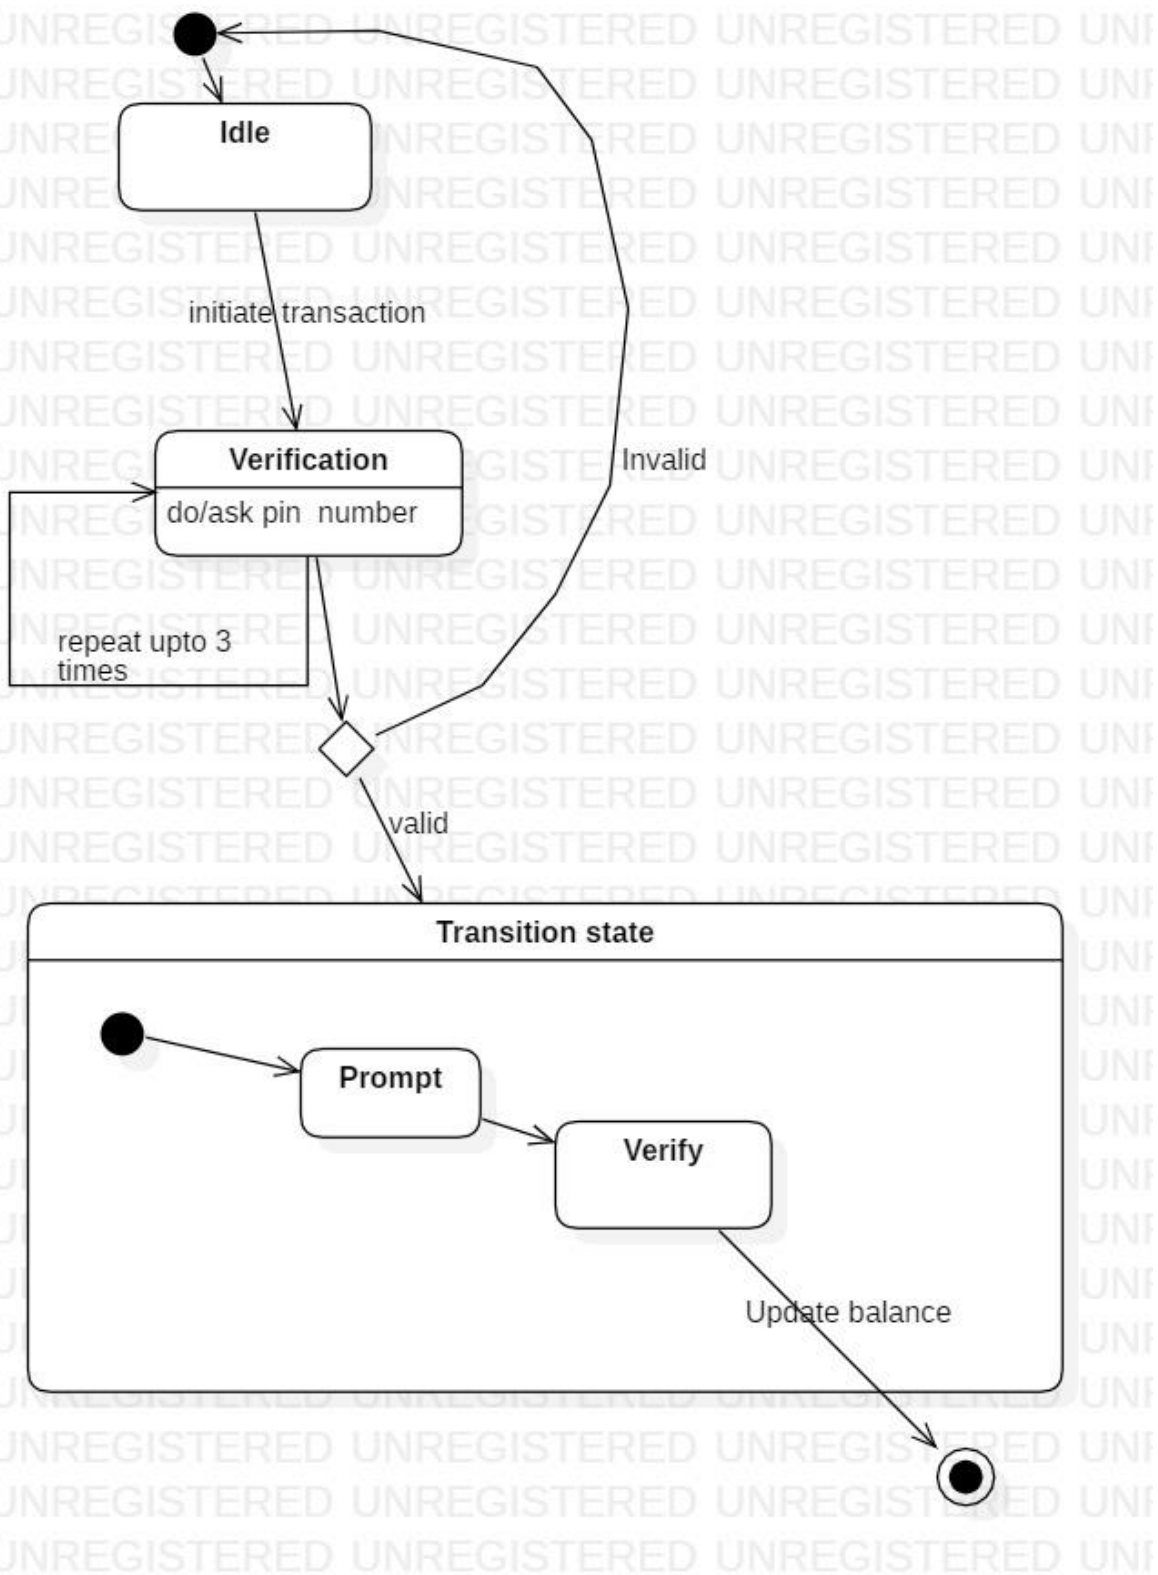 Idle
initiate transaction
Verification
do/ask pin  number
Invalid
repeat upto 3
times
valid
Transition state
Prompt
Verify
Update balance
UNREGISTERED